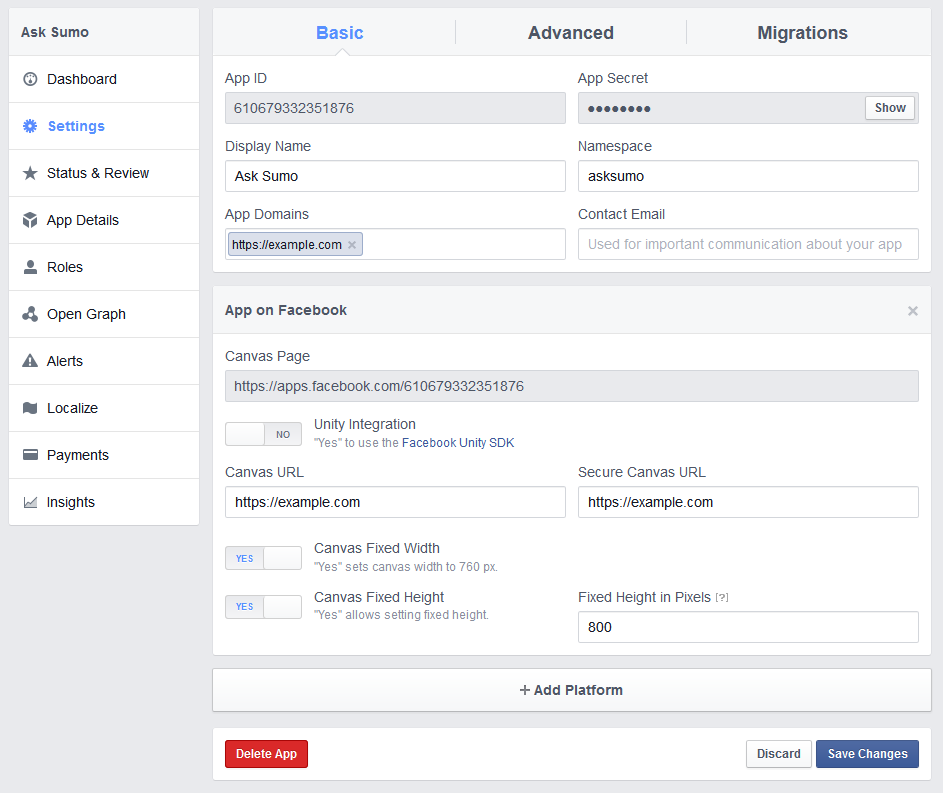 Ask Sumo
Dashboard
Settings
Status & Review
App Details
Roles
Open Graph
Alerts
Localize
Payments
Insights
Basic Advanced Migrations
App ID App Secret
610679332351876 ●●●●●●●● Show
Display Name Namespace
Ask Sumo asksumo
App Domains Contact Email
https://example.com × Used for important communication about your app
App on Facebook ×
Canvas Page
https://apps.facebook.com/610679332351876
NO Unity Integration
"Yes" to use the Facebook Unity SDK
Canvas URL Secure Canvas URL
https://example.com https://example.com
YES Canvas Fixed Width
"Yes" sets canvas width to 760 px.
YES Canvas Fixed Height Fixed Height in Pixels [?]
"Yes" allows setting fixed height.
800
+ Add Platform
Delete App Discard Save Changes